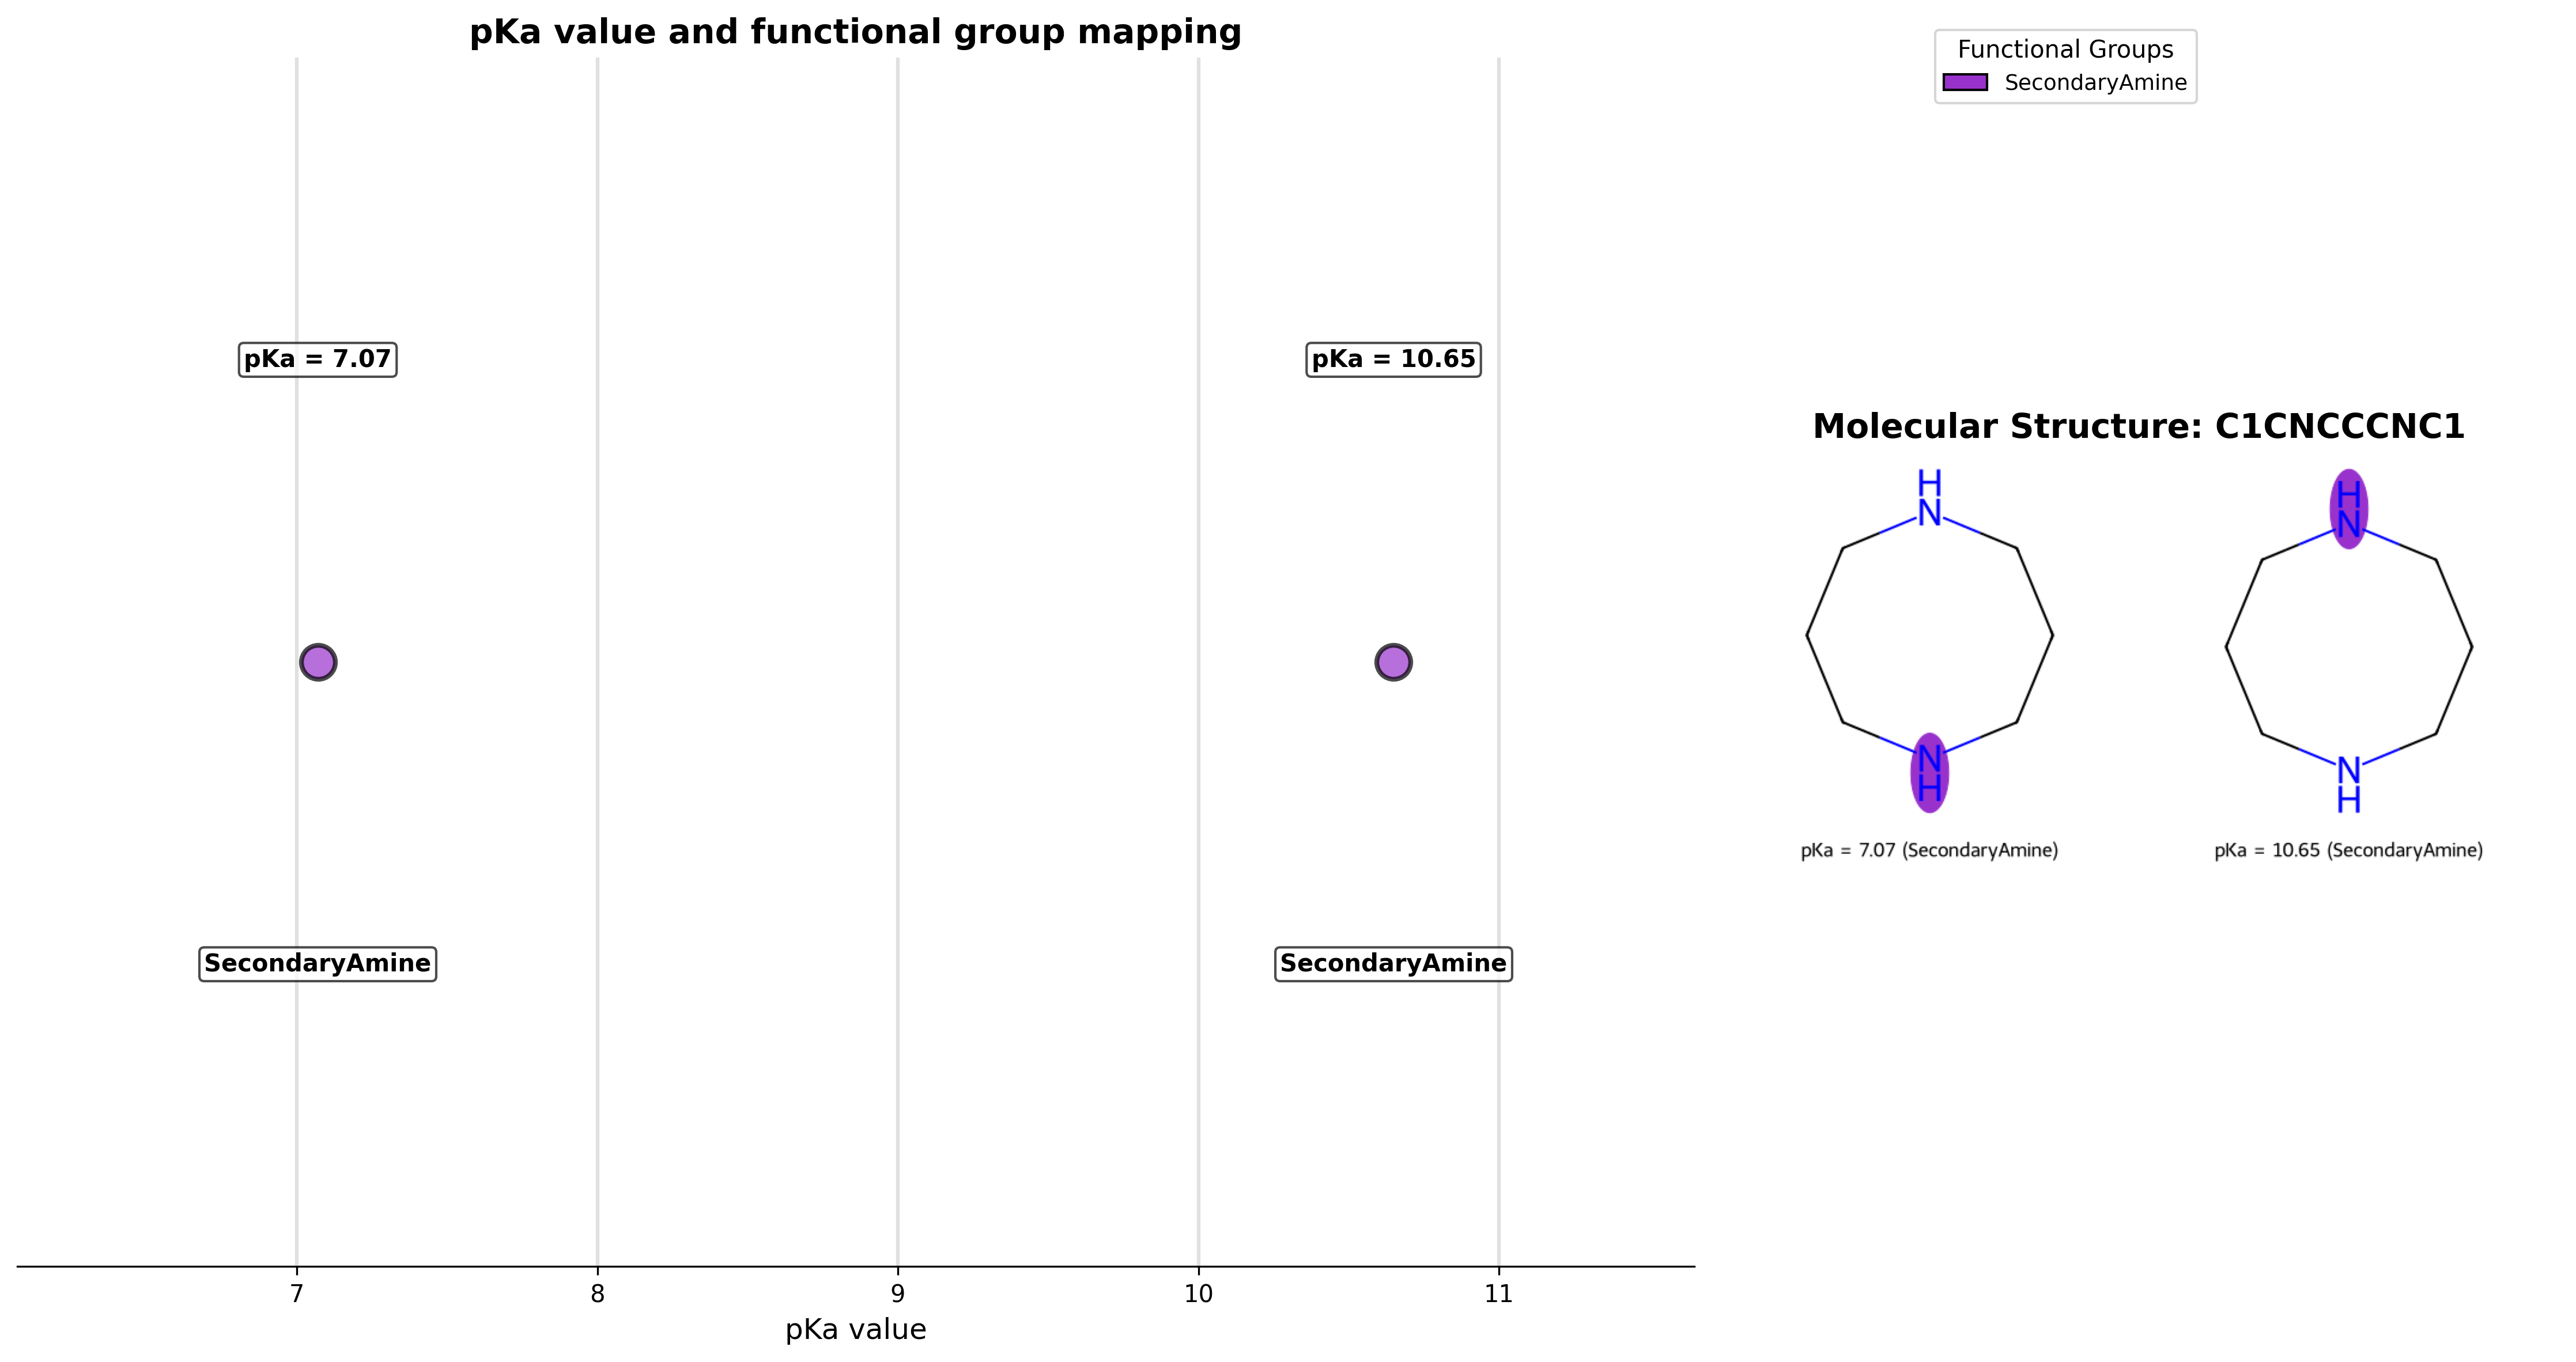 pKa value and functional group mapping
pKa = 7.07
pKa = 10.65
SecondaryAmine
SecondaryAmine
7
8
9
10
11
pKa value
Functional Groups
SecondaryAmine
Molecular Structure: C1CNCCCNC1
H
N
N
H
pKa = 7.07 (SecondaryAmine)
H
N
N
H
pKa = 10.65 (SecondaryAmine)